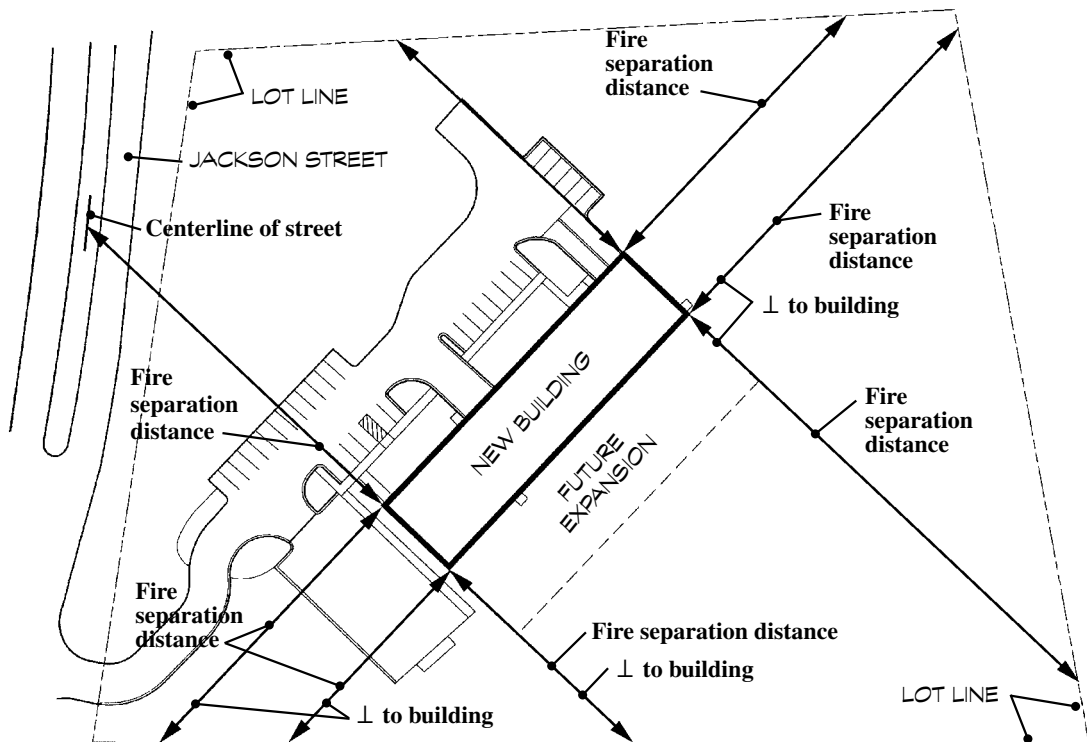 Fire
separation
distance
LOT LINE
JACKSON STREET
Centerline of street
Fire
separation
distance
⊥ to building
Fire
separation
distance
Fire
separation
distance
NEW BUILDING
FUTURE
EXPANSION
Fire
separation
distance
Fire separation distance
⊥ to building
⊥ to building
LOT LINE